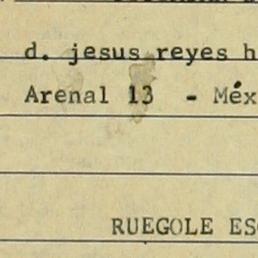 d. jesus reyes h
Arenal 13 - Méx
RUEGOLE ES